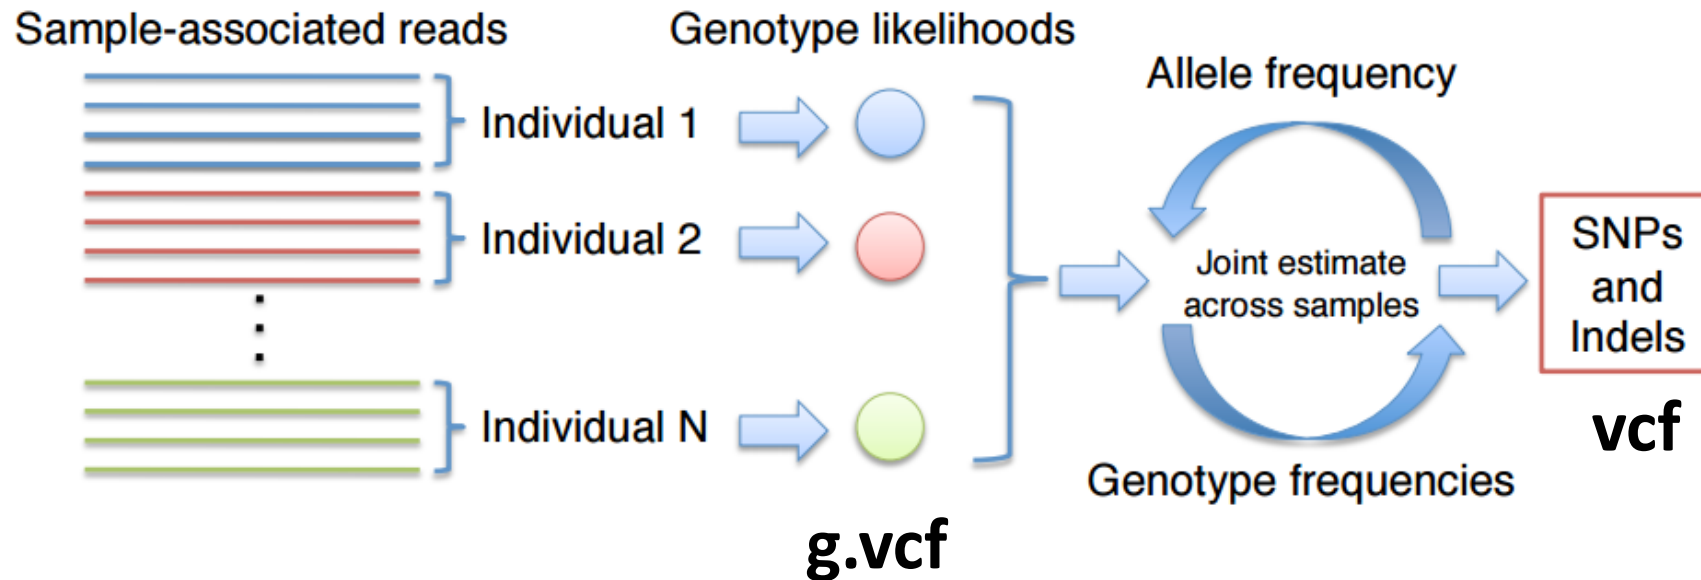 Sample-associated reads
Genotype likelihoods
Individual 1
Individual 2
Individual N
g.vcf
Allele frequency
Joint estimate
across samples
Genotype frequencies
SNPs
and
Indels
vcf